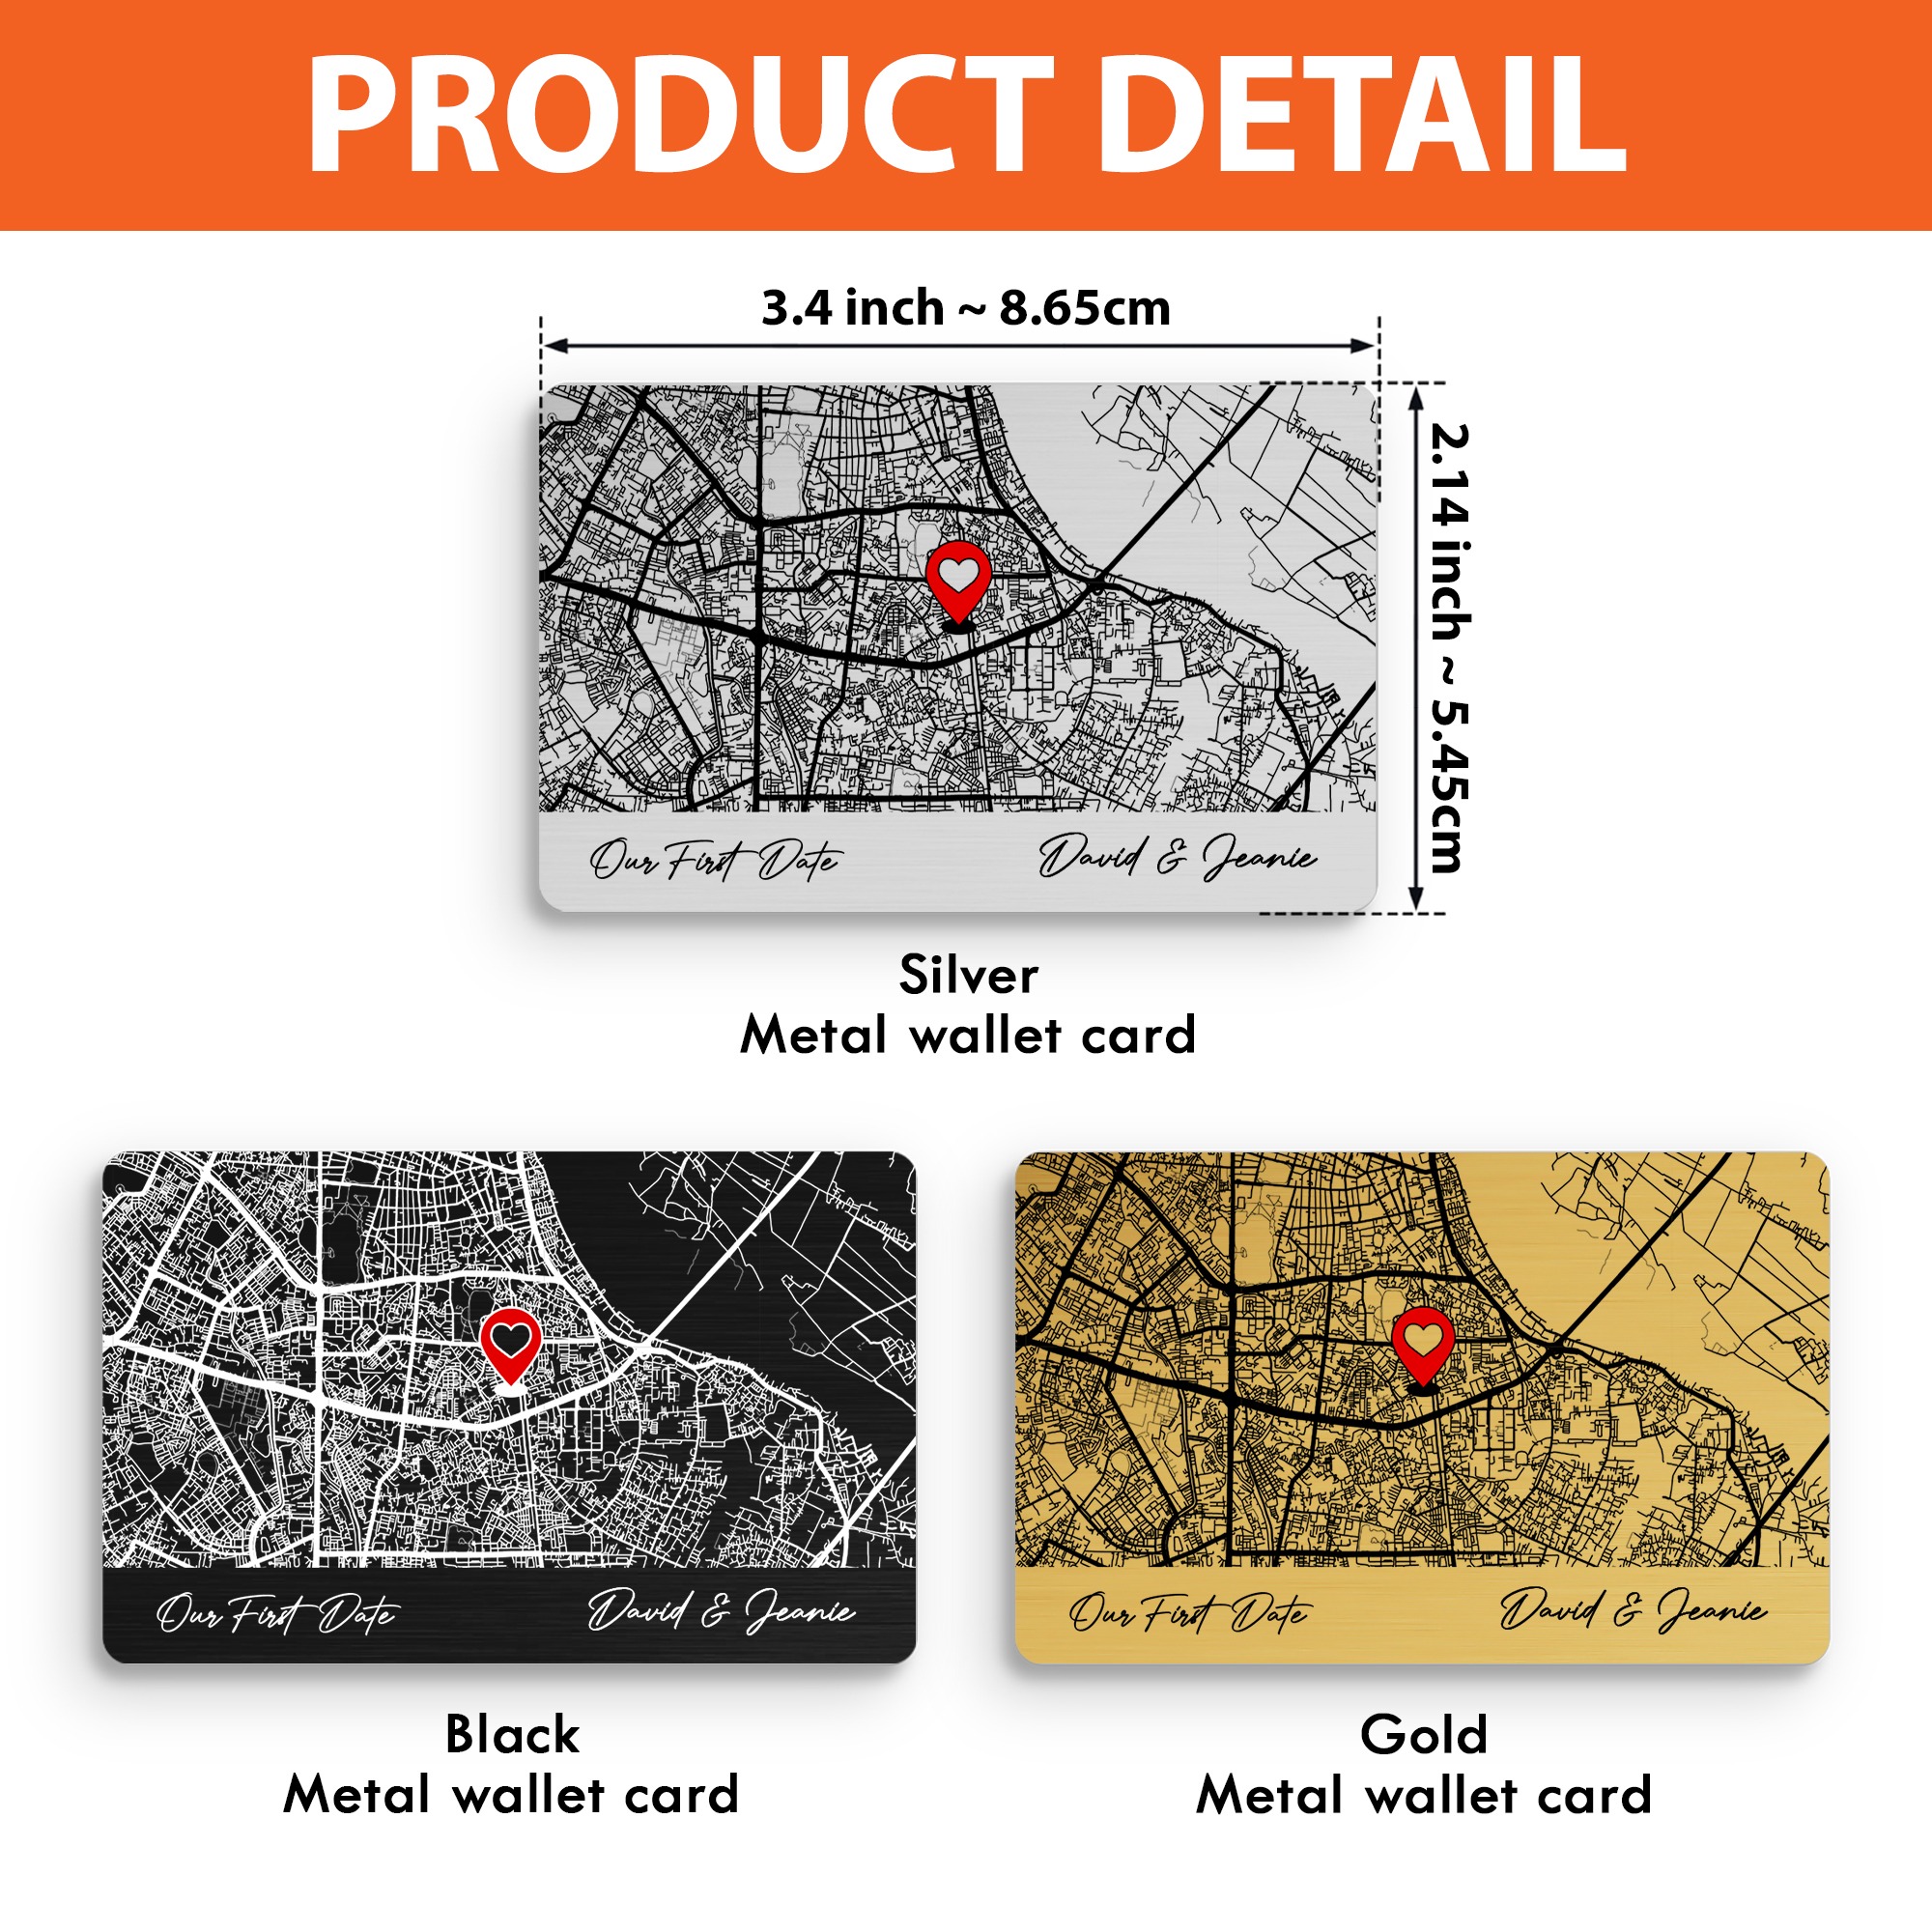 PRODUCT DETAIL
3.4 inch ~ 8.65cm
2.14 inch ~ 5.45cm
Our First Date
David & Jeanie
Silver
Metal wallet card
Our First Date
David & Jeanie
Our First Date
David & Jeanie
Black
Metal wallet card
Gold
Metal wallet card